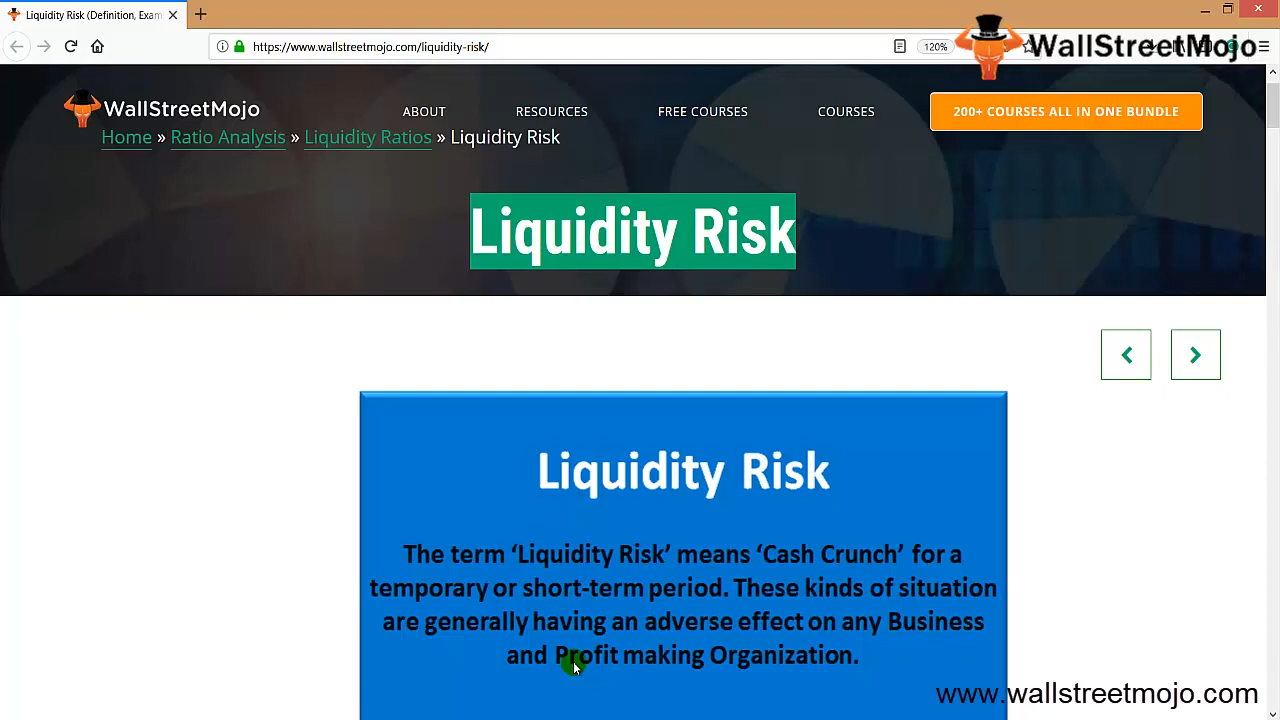 Liquidity Risk (Definition, Exam
https://www.wallstreetmojo.com/liquidity-risk/
120%
WallStreetMojo
WallStreetMojo
ABOUT
RESOURCES
FREE COURSES
COURSES
200+ COURSES ALL IN ONE BUNDLE
Home » Ratio Analysis » Liquidity Ratios » Liquidity Risk
Liquidity Risk
Liquidity Risk
The term ‘Liquidity Risk’ means ‘Cash Crunch’ for a
temporary or short-term period. These kinds of situation
are generally having an adverse effect on any Business
and Profit making Organization.
www.wallstreetmojo.com